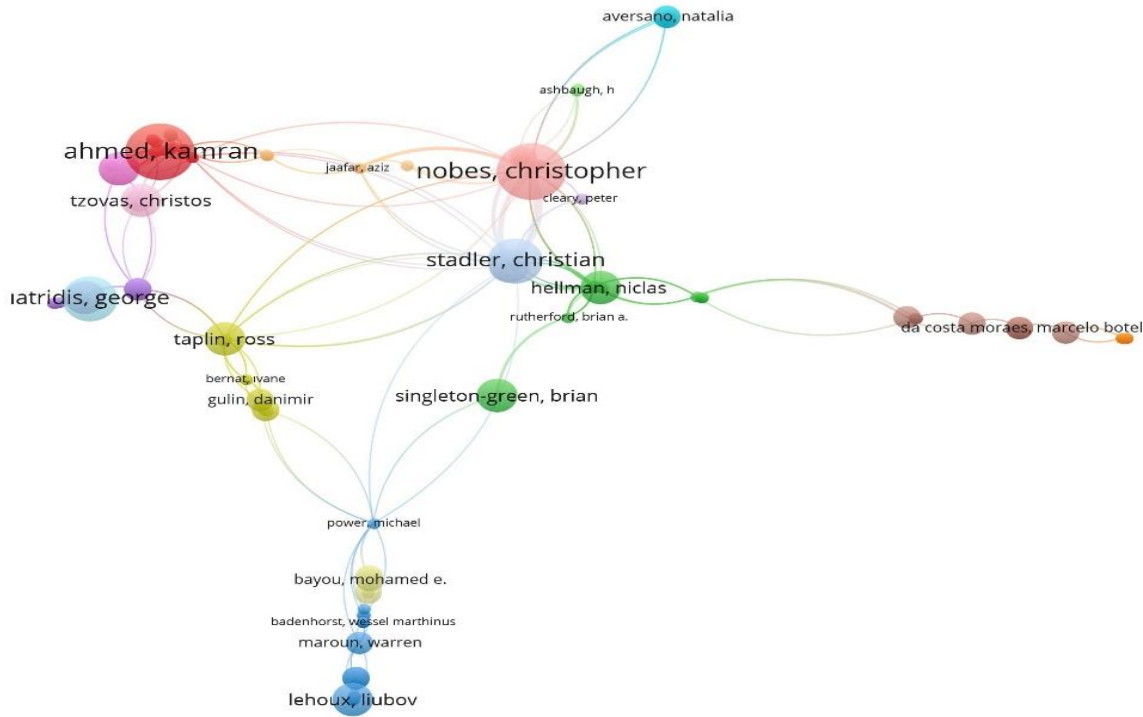 aversano, natalia
ashbaugh, h
ahmed, kamran
jaafar, aziz
nobes, christopher
tzovas, christos
cleary, peter
stadler, christian
hellman, niclas
ıatridis, george
rutherford, brian a.
da costa moraes, marcelo botel
taplin, ross
bernat, ivane
gulin, danimir
singleton-green, brian
power, michael
bayou, mohamed e.
badenhorst, wessel marthinus
maroun, warren
lehoux, liubov